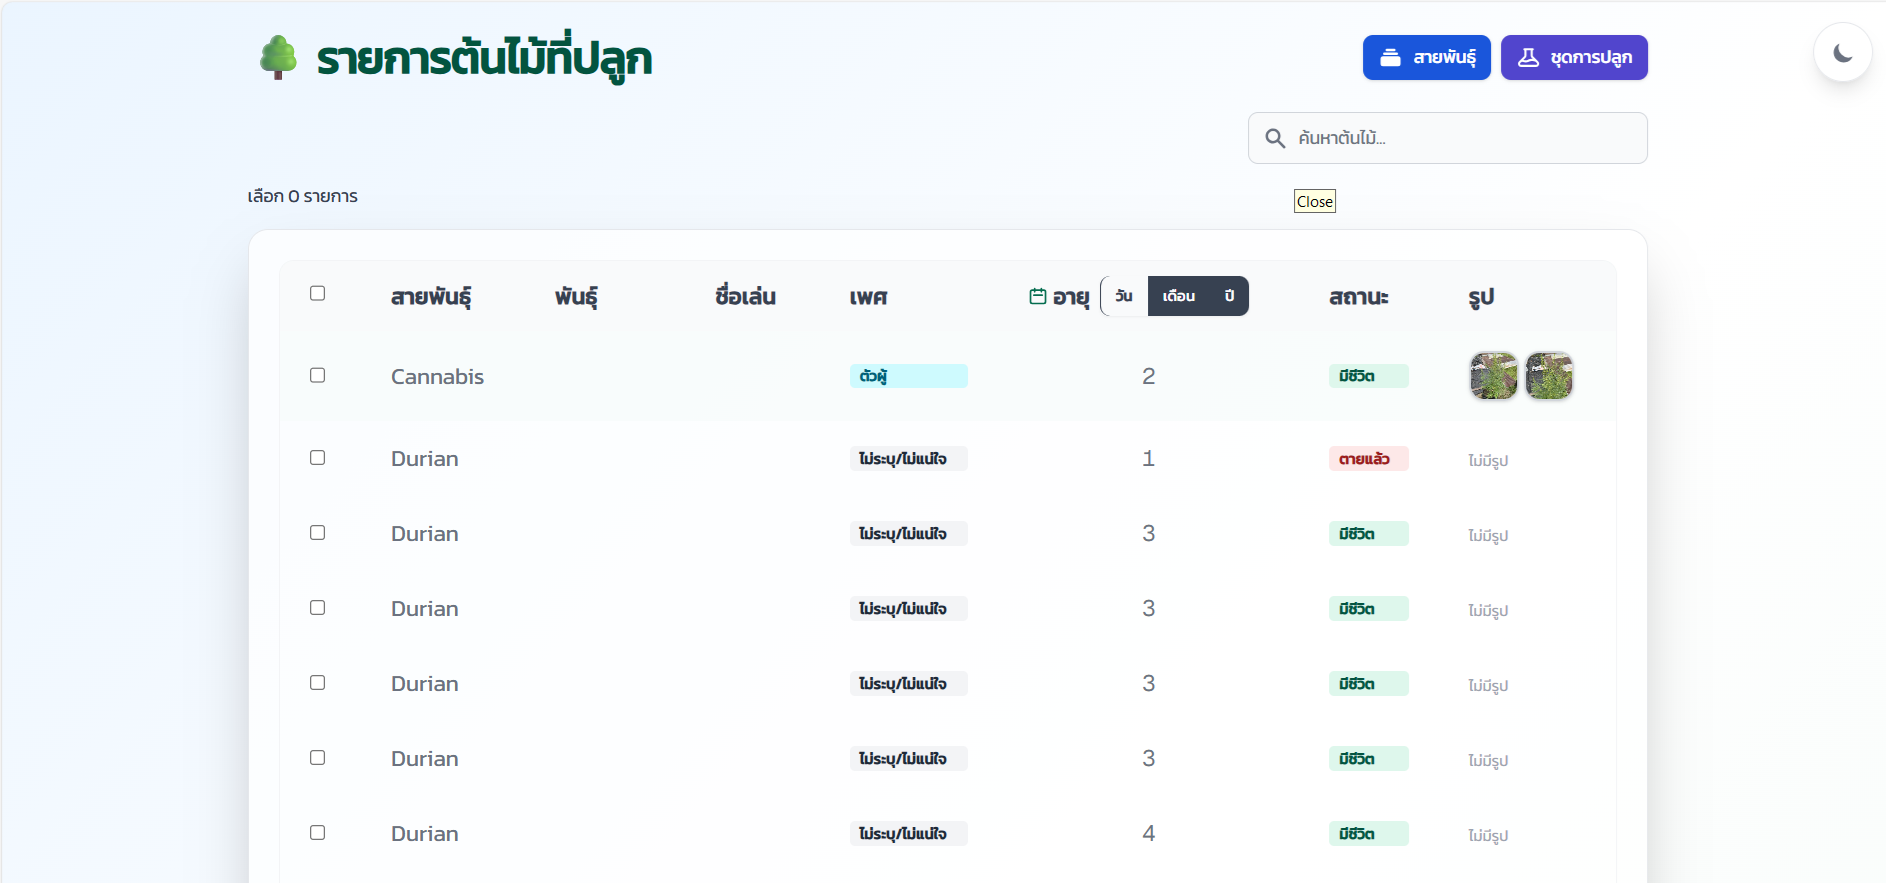 รายการต้นไม้ที่ปลูก
สายพันธุ์
ชุดการปลูก
ค้นหาต้นไม้...
เลือก 0 รายการ
Close
สายพันธุ์ พันธุ์ ชื่อเล่น เพศ อายุ วัน เดือน ปี สถานะ รูป
Cannabis ตัวผู้ 2 มีชีวิต
Durian ไม่ระบุ/ไม่แน่ใจ 1 ตายแล้ว ไม่มีรูป
Durian ไม่ระบุ/ไม่แน่ใจ 3 มีชีวิต ไม่มีรูป
Durian ไม่ระบุ/ไม่แน่ใจ 3 มีชีวิต ไม่มีรูป
Durian ไม่ระบุ/ไม่แน่ใจ 3 มีชีวิต ไม่มีรูป
Durian ไม่ระบุ/ไม่แน่ใจ 3 มีชีวิต ไม่มีรูป
Durian ไม่ระบุ/ไม่แน่ใจ 4 มีชีวิต ไม่มีรูป